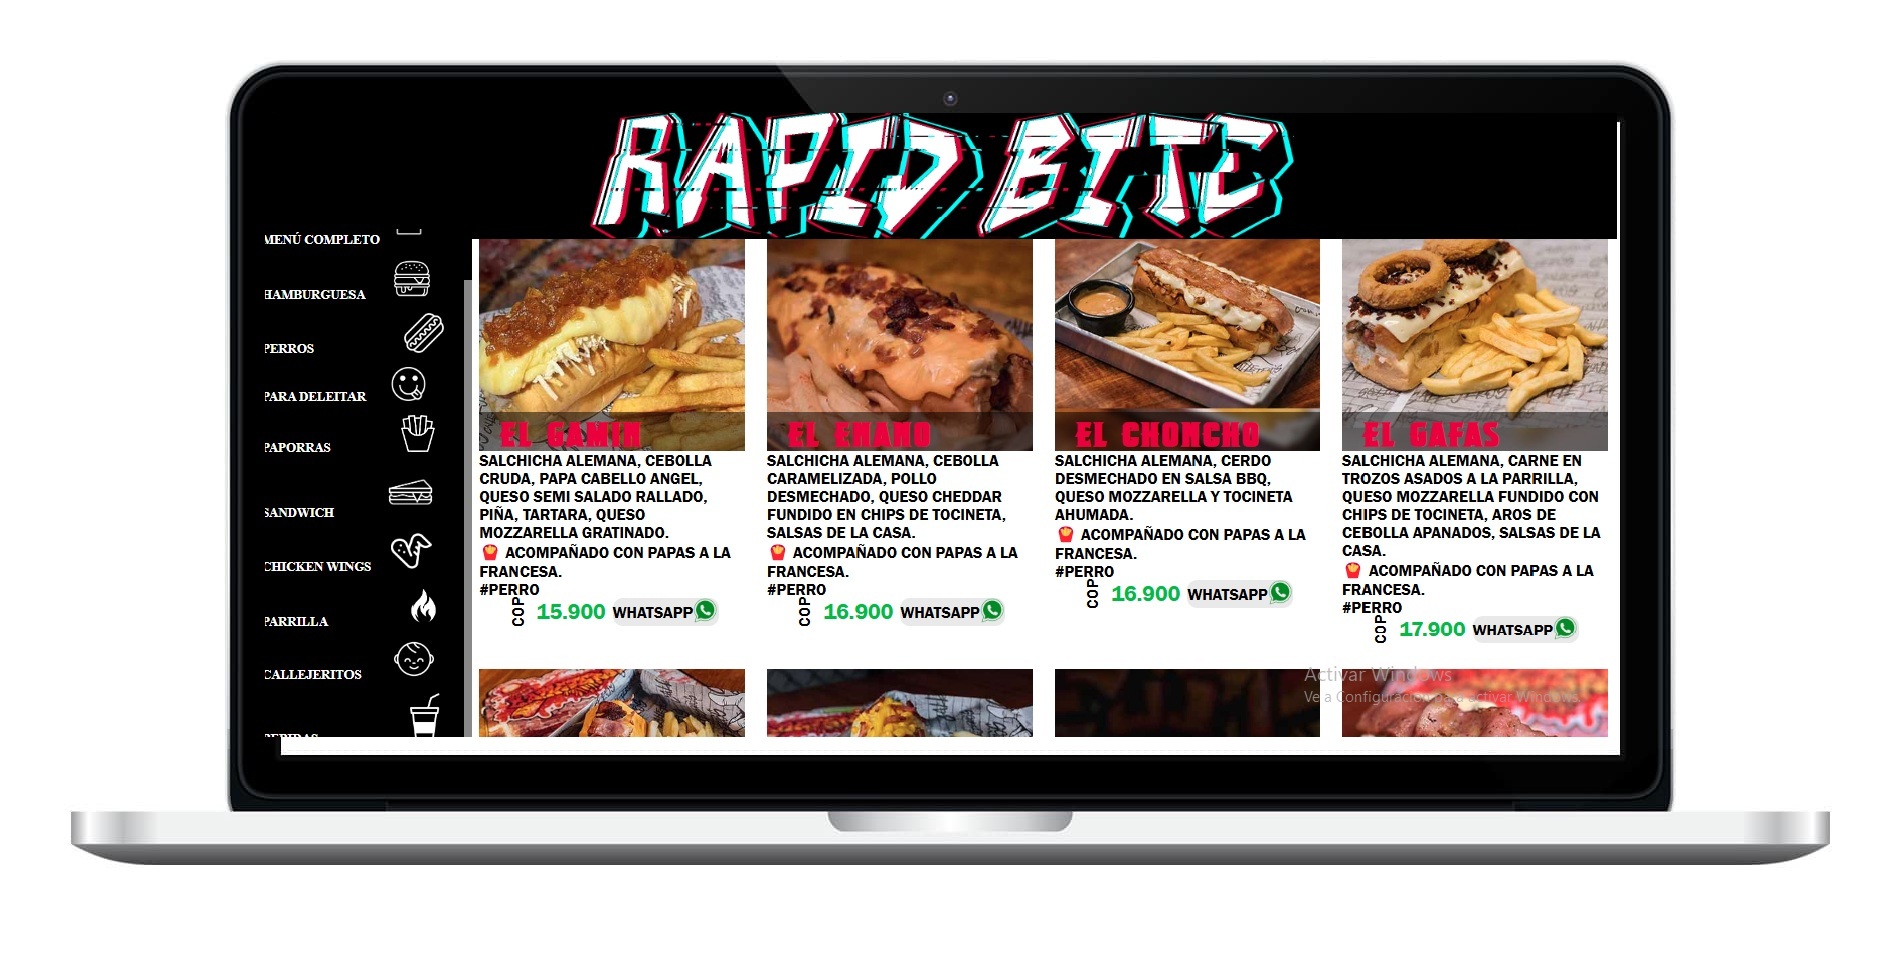 RAPID BITE
MENÚ COMPLETO
HAMBURGUESA
PERROS
PARA DELEITAR
PAPORRAS
SANDWICH
CHICKEN WINGS
PARRILLA
CALLEJERITOS
EL GAMIN
SALCHICHA ALEMANA, CEBOLLA
CRUDA, PAPA CABELLO ANGEL,
QUESO SEMI SALADO RALLADO,
PIÑA, TARTARA, QUESO
MOZZARELLA GRATINADO.
🍟 ACOMPAÑADO CON PAPAS A LA
FRANCESA.
#PERRO
COP 15.900 WHATSAPP
EL ENANO
SALCHICHA ALEMANA, CEBOLLA
CARAMELIZADA, POLLO
DESMECHADO, QUESO CHEDDAR
FUNDIDO EN CHIPS DE TOCINETA,
SALSAS DE LA CASA.
🍟 ACOMPAÑADO CON PAPAS A LA
FRANCESA.
#PERRO
COP 16.900 WHATSAPP
EL CHONCHO
SALCHICHA ALEMANA, CERDO
DESMECHADO EN SALSA BBQ,
QUESO MOZZARELLA Y TOCINETA
AHUMADA.
🍟 ACOMPAÑADO CON PAPAS A LA
FRANCESA.
#PERRO
COP 16.900 WHATSAPP
EL GAFAS
SALCHICHA ALEMANA, CARNE EN
TROZOS ASADOS A LA PARRILLA,
QUESO MOZZARELLA FUNDIDO CON
CHIPS DE TOCINETA, AROS DE
CEBOLLA APANADOS, SALSAS DE LA
CASA.
🍟 ACOMPAÑADO CON PAPAS A LA
FRANCESA.
#PERRO
COP 17.900 WHATSAPP
Activar Windows
Ve a Configuración para activar Windows.